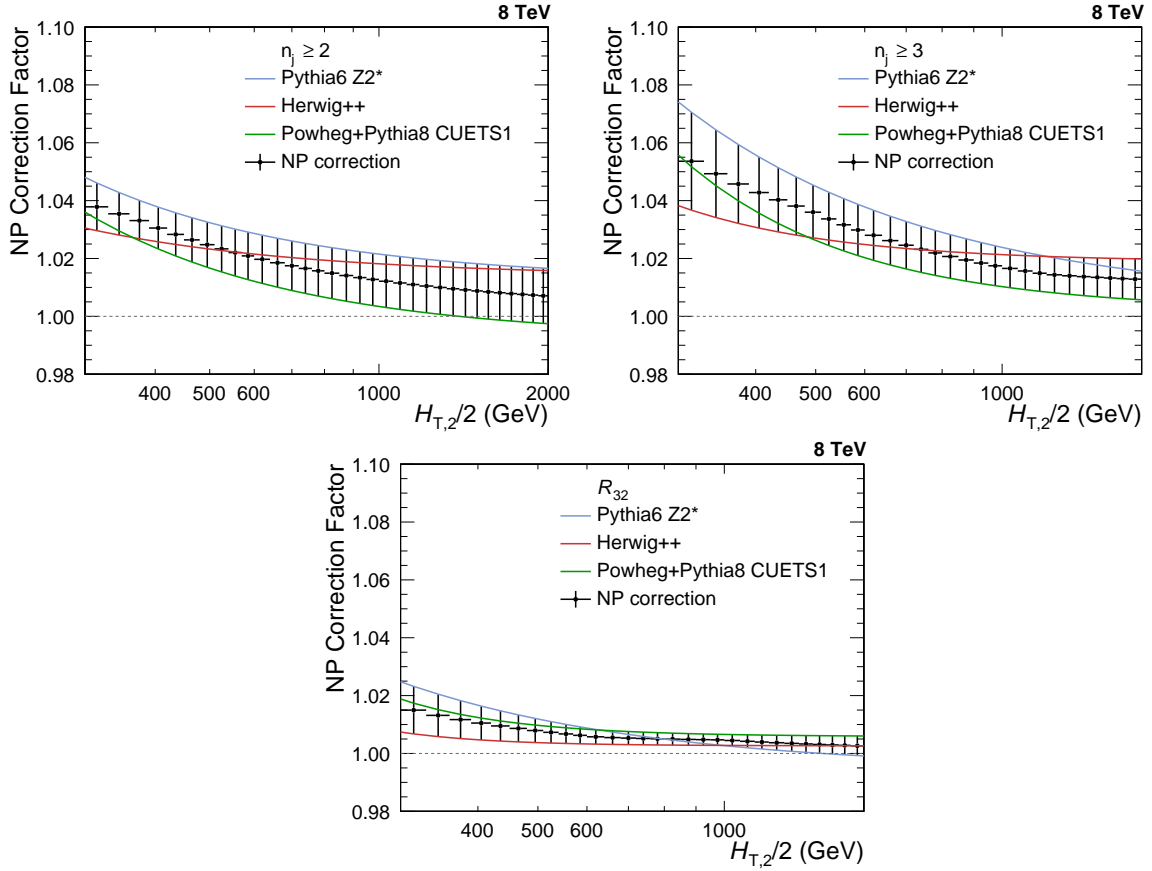 8 TeV
NP Correction Factor
1.10
1.08
1.06
1.04
1.02
1.00
0.98
n_j ≥ 2
Pythia6 Z2*
Herwig++
Powheg+Pythia8 CUETS1
NP correction
400 500 600 1000 2000
H_T,2/2 (GeV)
8 TeV
NP Correction Factor
1.10
1.08
1.06
1.04
1.02
1.00
0.98
n_j ≥ 3
Pythia6 Z2*
Herwig++
Powheg+Pythia8 CUETS1
NP correction
400 500 600 1000
H_T,2/2 (GeV)
8 TeV
NP Correction Factor
1.10
1.08
1.06
1.04
1.02
1.00
0.98
R_32
Pythia6 Z2*
Herwig++
Powheg+Pythia8 CUETS1
NP correction
400 500 600 1000
H_T,2/2 (GeV)